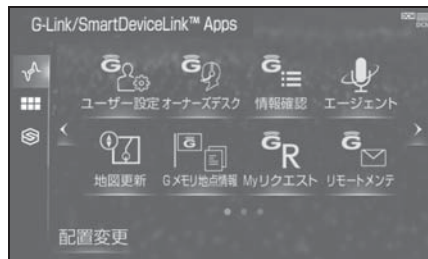 G-Link/SmartDeviceLink™ Apps
ユーザー設定 オーナーズデスク 情報確認 エージェント
地図更新 Gメモリ地点情報 Myリクエスト リモートメンテ
配置変更